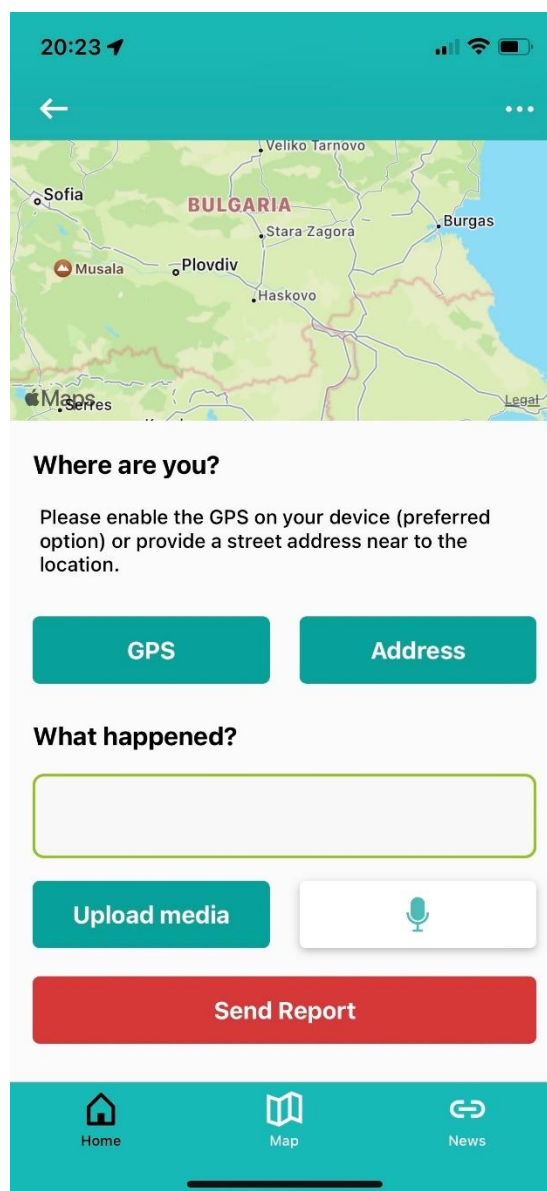 20:23
Veliko Tarnovo
Sofia
BULGARIA
Burgas
Stara Zagora
Musala
Plovdiv
Haskovo
Maps
Serres
Legal
Where are you?
Please enable the GPS on your device (preferred
option) or provide a street address near to the
location.
GPS Address
What happened?
Upload media
Send Report
Home Map News